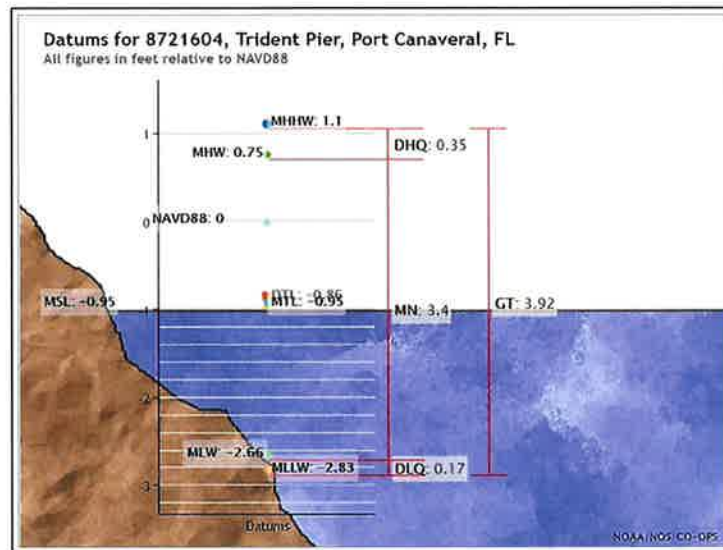 Datums for 8721604, Trident Pier, Port Canaveral, FL
All figures in feet relative to NAVD88
MHHW: 1.1
1
DHQ: 0.35
MHW: 0.75
NAVD88: 0
0
DTL: -0.86
MSL: -0.95
-1
MTL: -0.95
MN: 3.4
GT: 3.92
-2
MLW: -2.66
MLLW: -2.83
DLQ: 0.17
-3
Datums
NOAA/NOS/CO-OPS